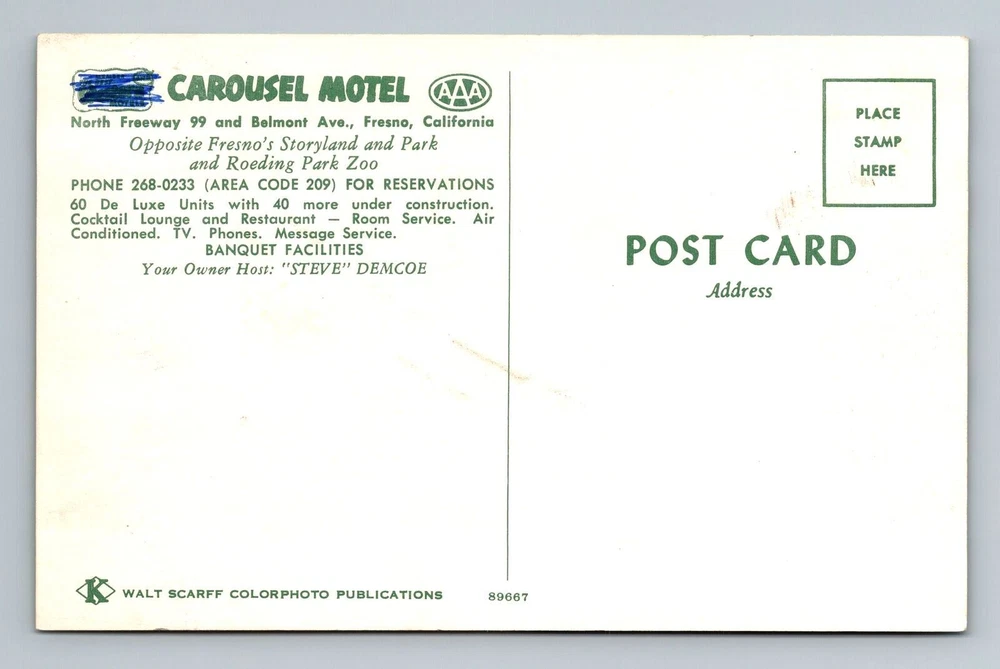 CAROUSEL MOTEL AAA
North Freeway 99 and Belmont Ave., Fresno, California
Opposite Fresno's Storyland and Park
and Roeding Park Zoo
PHONE 268-0233 (AREA CODE 209) FOR RESERVATIONS
60 De Luxe Units with 40 more under construction.
Cocktail Lounge and Restaurant — Room Service. Air
Conditioned. TV. Phones. Message Service.
BANQUET FACILITIES
Your Owner Host: "STEVE" DEMCOE
K WALT SCARFF COLORPHOTO PUBLICATIONS
89667
PLACE
STAMP
HERE
POST CARD
Address